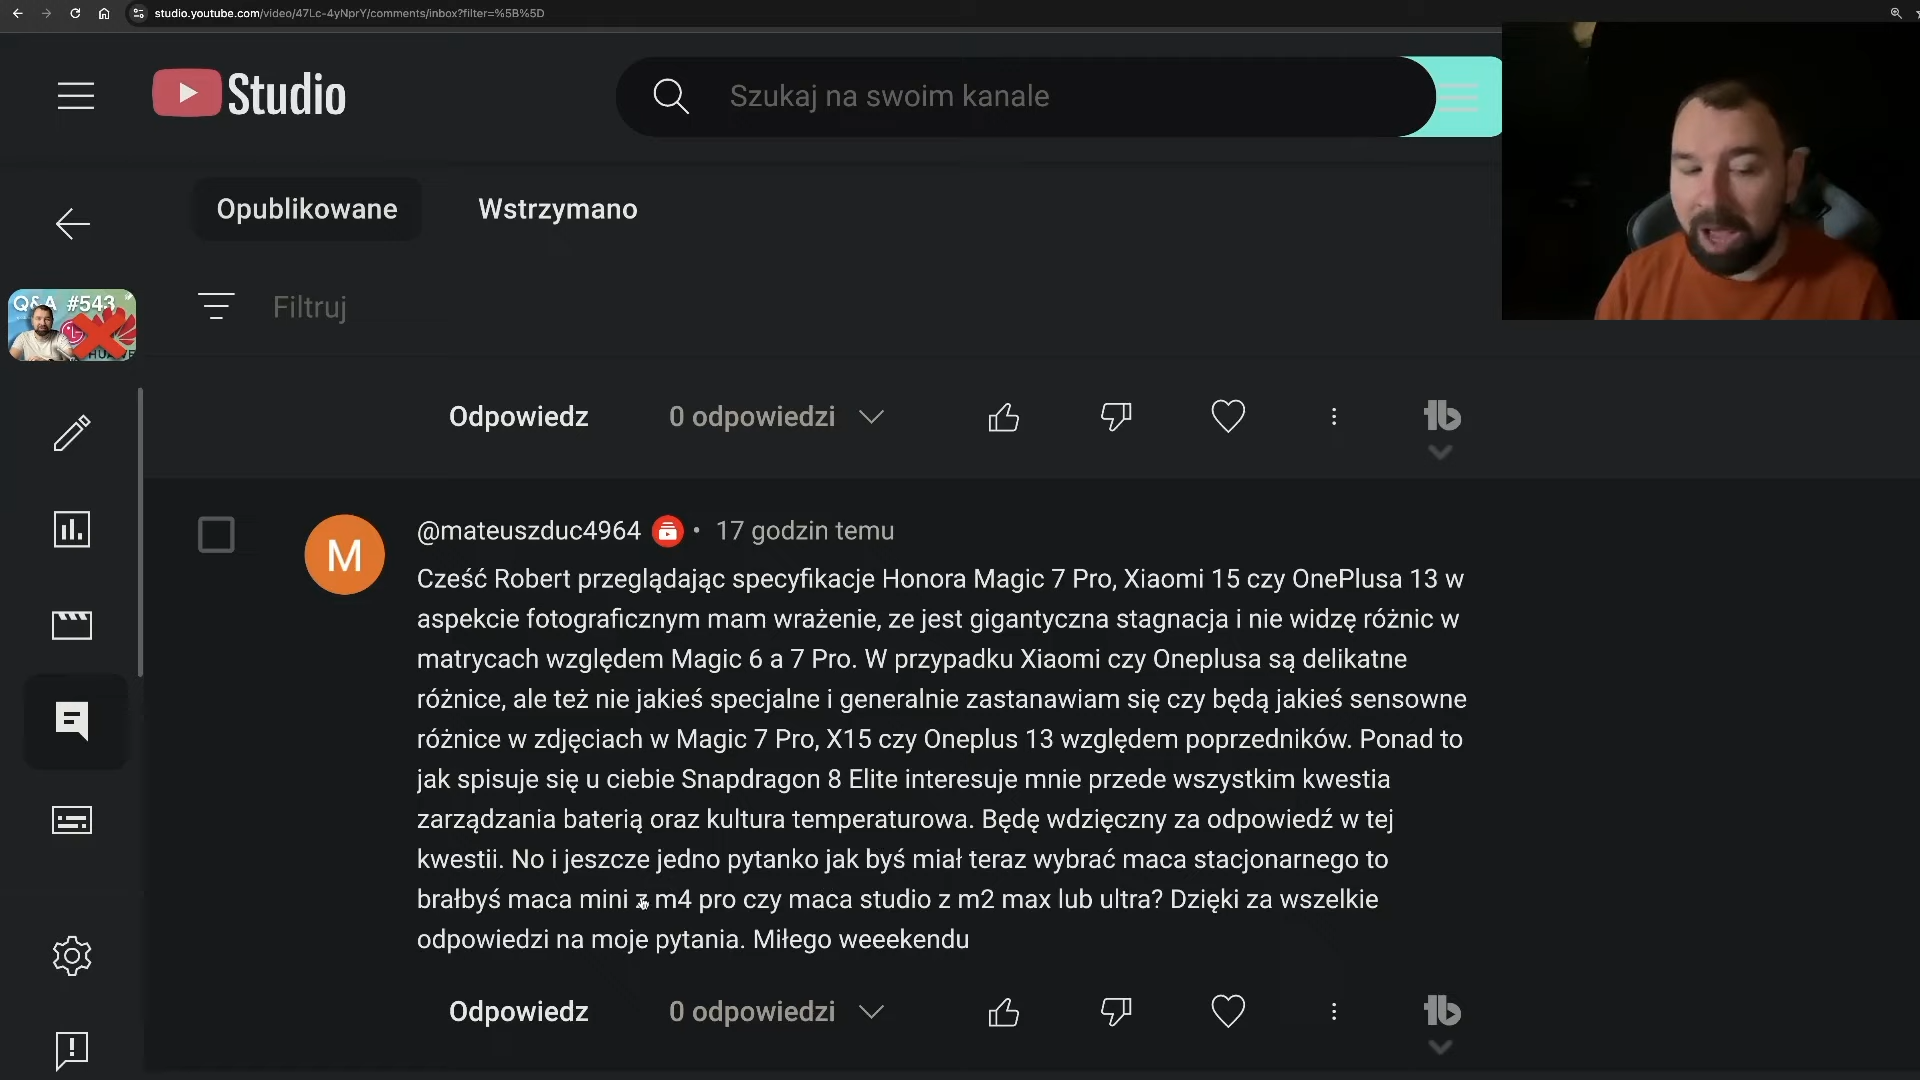 studio.youtube.com/video/47Lc-4yNprY/comments/inbox?filter=%5B%5D
Studio
Szukaj na swoim kanale
Opublikowane
Wstrzymano
Q&A #543
Filtruj
Odpowiedz
0 odpowiedzi
@mateuszduc4964 • 17 godzin temu
M
Cześć Robert przeglądając specyfikacje Honora Magic 7 Pro, Xiaomi 15 czy OnePlusa 13 w
aspekcie fotograficznym mam wrażenie, ze jest gigantyczna stagnacja i nie widzę różnic w
matrycach względem Magic 6 a 7 Pro. W przypadku Xiaomi czy Oneplusa są delikatne
różnice, ale też nie jakieś specjalne i generalnie zastanawiam się czy będą jakieś sensowne
różnice w zdjęciach w Magic 7 Pro, X15 czy Oneplus 13 względem poprzedników. Ponad to
jak spisuje się u ciebie Snapdragon 8 Elite interesuje mnie przede wszystkim kwestia
zarządzania baterią oraz kultura temperaturowa. Będę wdzięczny za odpowiedź w tej
kwestii. No i jeszcze jedno pytanko jak byś miał teraz wybrać maca stacjonarnego to
brałbyś maca mini z m4 pro czy maca studio z m2 max lub ultra? Dzięki za wszelkie
odpowiedzi na moje pytania. Miłego weeekendu
Odpowiedz
0 odpowiedzi